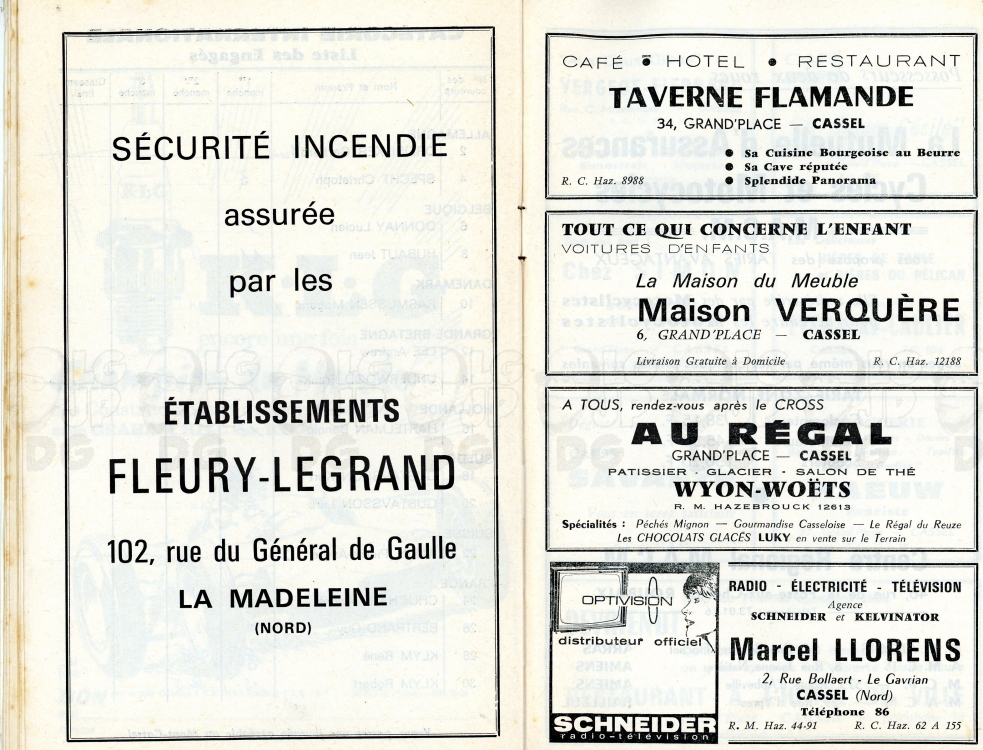 SÉCURITÉ INCENDIE
assurée
par les
ÉTABLISSEMENTS
FLEURY-LEGRAND
102, rue du Général de Gaulle
LA MADELEINE
(NORD)
CAFÉ • HOTEL • RESTAURANT
TAVERNE FLAMANDE
34, GRAND'PLACE — CASSEL
● Sa Cuisine Bourgeoise au Beurre
● Sa Cave réputée
R. C. Haz. 8988 ● Splendide Panorama
TOUT CE QUI CONCERNE L'ENFANT
VOITURES D'ENFANTS
La Maison du Meuble
Maison VERQUÈRE
6, GRAND'PLACE — CASSEL
Livraison Gratuite à Domicile R. C. Haz. 12188
A TOUS, rendez-vous après le CROSS
AU RÉGAL
GRAND'PLACE — CASSEL
PATISSIER - GLACIER - SALON DE THÉ
WYON-WOËTS
R. M. HAZEBROUCK 12613
Spécialités : Péchés Mignon — Gourmandise Casseloise — Le Régal du Reuze
Les CHOCOLATS GLACÉS LUKY en vente sur le Terrain
OPTIVISION
distributeur officiel
SCHNEIDER
radio-télévision
RADIO - ÉLECTRICITÉ - TÉLÉVISION
Agence
SCHNEIDER et KELVINATOR
Marcel LLORENS
2, Rue Bollaert - Le Gavrian
CASSEL (Nord)
Téléphone 86
R. M. Haz. 44-91 R. C. Haz. 62 A 155